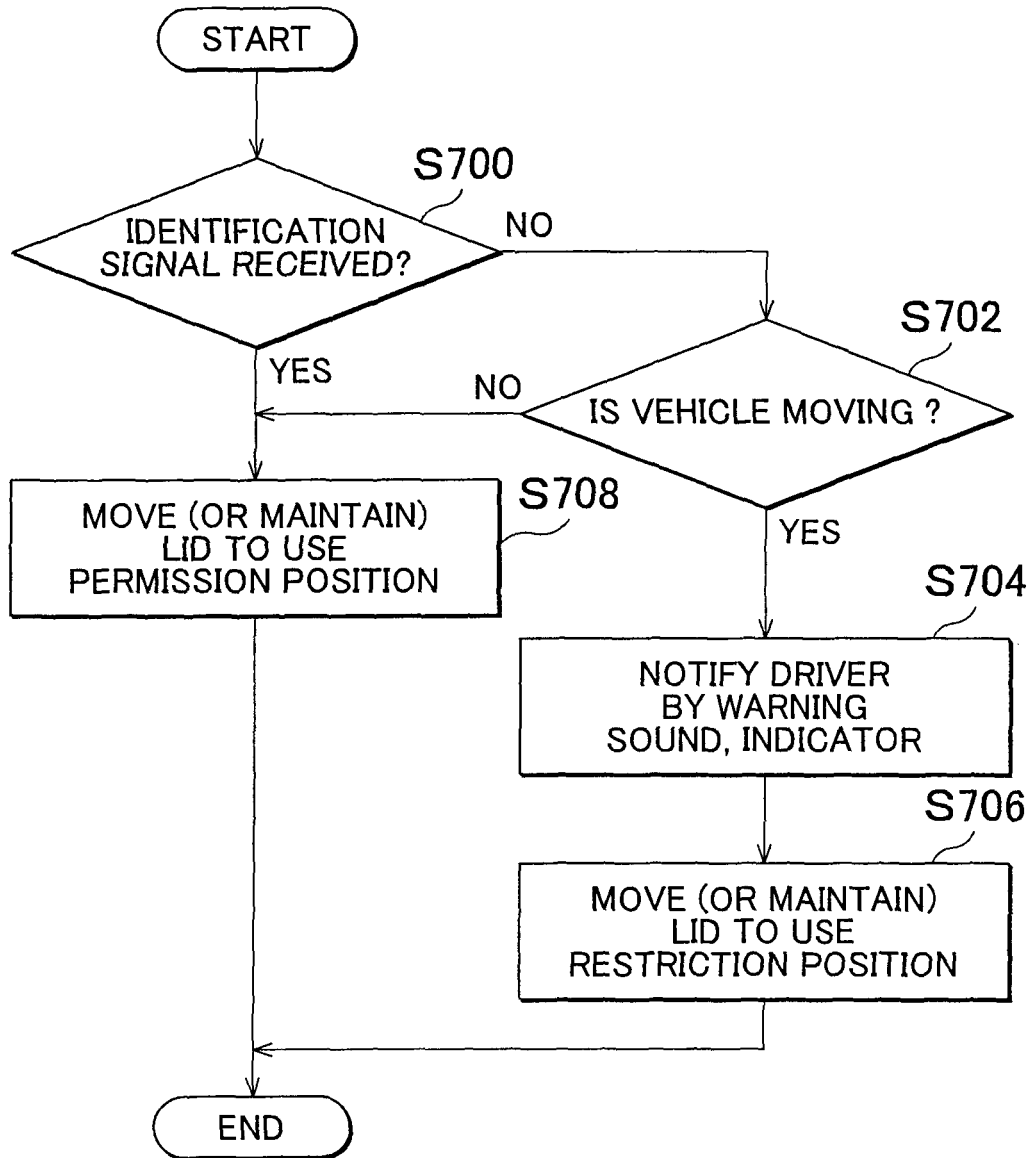 START
S700
IDENTIFICATION
SIGNAL RECEIVED?
NO
YES
S702
IS VEHICLE MOVING ?
NO
YES
S708
MOVE (OR MAINTAIN)
LID TO USE
PERMISSION POSITION
S704
NOTIFY DRIVER
BY WARNING
SOUND, INDICATOR
S706
MOVE (OR MAINTAIN)
LID TO USE
RESTRICTION POSITION
END